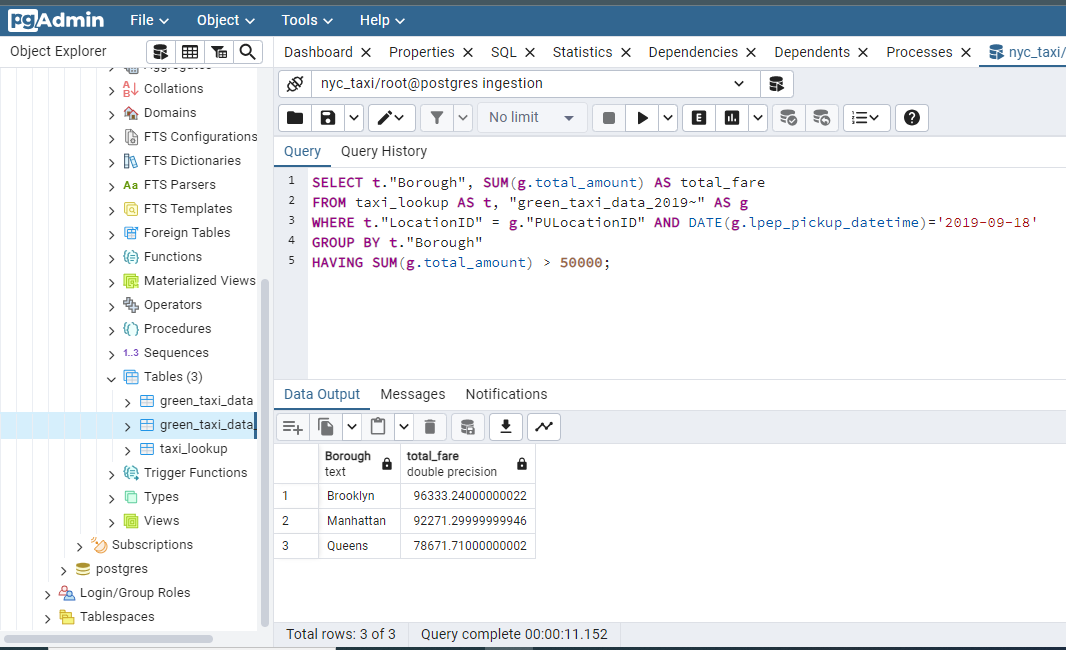 pgAdmin File Object Tools Help
Object Explorer
Dashboard Properties SQL Statistics Dependencies Dependents Processes nyc_taxi/
Aggregates
Collations
Domains
FTS Configurations
FTS Dictionaries
FTS Parsers
FTS Templates
Foreign Tables
Functions
Materialized Views
Operators
Procedures
1..3 Sequences
Tables (3)
green_taxi_data
green_taxi_data_
taxi_lookup
Trigger Functions
Types
Views
Subscriptions
postgres
Login/Group Roles
Tablespaces
nyc_taxi/root@postgres ingestion
No limit
Query Query History
1 SELECT t."Borough", SUM(g.total_amount) AS total_fare
2 FROM taxi_lookup AS t, "green_taxi_data_2019~" AS g
3 WHERE t."LocationID" = g."PULocationID" AND DATE(g.lpep_pickup_datetime)='2019-09-18'
4 GROUP BY t."Borough"
5 HAVING SUM(g.total_amount) > 50000;
Data Output Messages Notifications
Borough total_fare
text double precision
1 Brooklyn 96333.24000000022
2 Manhattan 92271.29999999946
3 Queens 78671.71000000002
Total rows: 3 of 3 Query complete 00:00:11.152